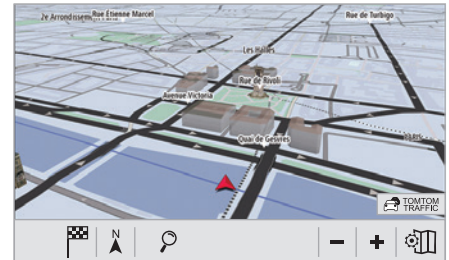 2e Arrondissem
Rue Etienne Marcel
Rue de Turbigo
Les Halles
Rue de Rivoli
Avenue Victoria
Quai de Gesvres
TOMTOM
TRAFFIC
N